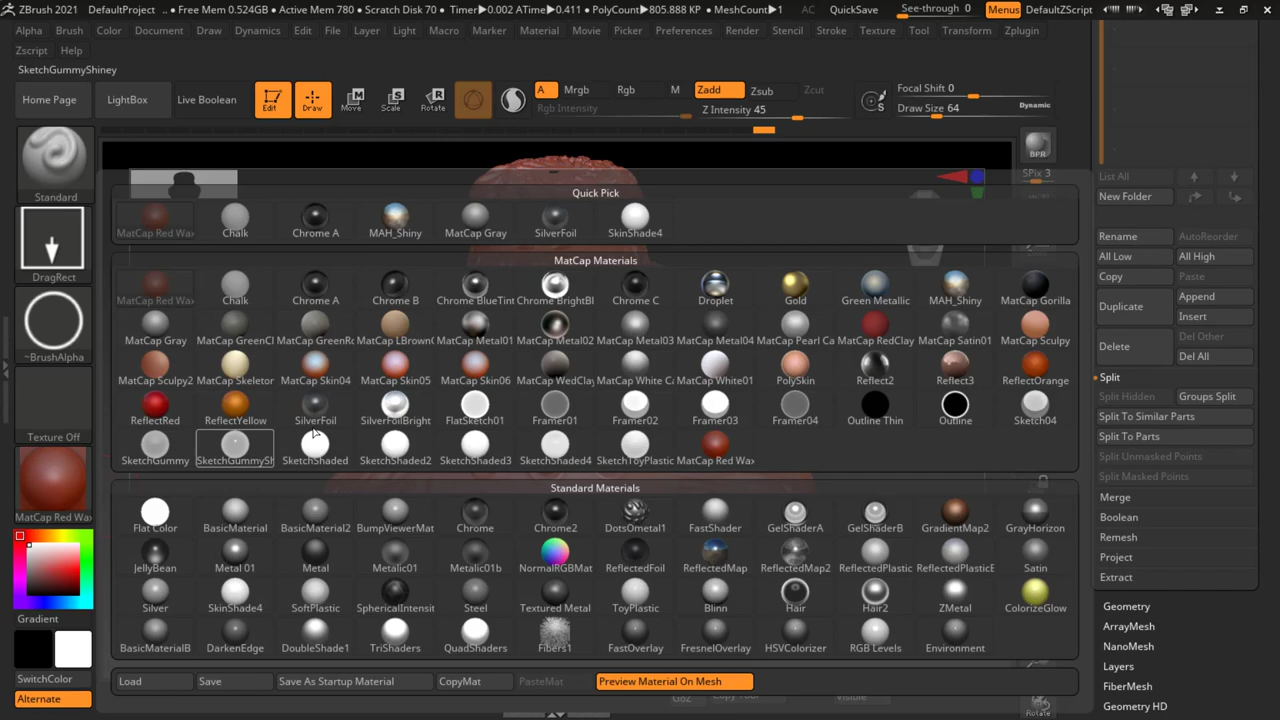 ZBrush 2021 DefaultProject .. • Free Mem 0.524GB • Active Mem 780 • Scratch Disk 70 • Timer▶0.002 ATime▶0.411 • PolyCount▶805.888 KP • MeshCount▶1 AC QuickSave See-through 0 Menus DefaultZScript
Alpha Brush Color Document Draw Dynamics Edit File Layer Light Macro Marker Material Movie Picker Preferences Render Stencil Stroke Texture Tool Transform Zplugin
Zscript Help
SketchGummyShiney
Home Page LightBox Live Boolean Edit Draw Move Scale Rotate A Mrgb Rgb M Zadd Zsub Zcut Focal Shift 0
Rgb Intensity Z Intensity 45 Draw Size 64 Dynamic
S
BPR
SPix 3
Standard
DragRect
~BrushAlpha
Texture Off
MatCap Red Wax
Gradient
SwitchColor
Alternate
Quick Pick
MatCap Red Wax Chalk Chrome A MAH_Shiny MatCap Gray SilverFoil SkinShade4
MatCap Materials
MatCap Red Wax Chalk Chrome A Chrome B Chrome BlueTint Chrome BrightBl Chrome C Droplet Gold Green Metallic MAH_Shiny MatCap Gorilla
MatCap Gray MatCap GreenCl MatCap GreenRo MatCap LBrownC MatCap Metal01 MatCap Metal02 MatCap Metal03 MatCap Metal04 MatCap Pearl Ca MatCap RedClay MatCap Satin01 MatCap Sculpy
MatCap Sculpy2 MatCap Skeletor MatCap Skin04 MatCap Skin05 MatCap Skin06 MatCap WedClay MatCap White Ca MatCap White01 PolySkin Reflect2 Reflect3 ReflectOrange
ReflectRed ReflectYellow SilverFoil SilverFoilBright FlatSketch01 Framer01 Framer02 Framer03 Framer04 Outline Thin Outline Sketch04
SketchGummy SketchGummySh SketchShaded SketchShaded2 SketchShaded3 SketchShaded4 SketchToyPlastic MatCap Red Wax
Standard Materials
Flat Color BasicMaterial BasicMaterial2 BumpViewerMat Chrome Chrome2 DotsOmetal1 FastShader GelShaderA GelShaderB GradientMap2 GrayHorizon
JellyBean Metal 01 Metal Metalic01 Metalic01b NormalRGBMat ReflectedFoil ReflectedMap ReflectedMap2 ReflectedPlastic ReflectedPlasticE Satin
Silver SkinShade4 SoftPlastic SphericalIntensit Steel Textured Metal ToyPlastic Blinn Hair Hair2 ZMetal ColorizeGlow
BasicMaterialB DarkenEdge DoubleShade1 TriShaders QuadShaders Fibers1 FastOverlay FresnelOverlay HSVColorizer RGB Levels Environment
Load Save Save As Startup Material CopyMat PasteMat Preview Material On Mesh
GoZ Visible
Rotate
List All
New Folder
Rename AutoReorder
All Low All High
Copy Paste
Duplicate Append
Insert
Delete Del Other
Del All
Split
Split Hidden Groups Split
Split To Similar Parts
Split To Parts
Split Unmasked Points
Split Masked Points
Merge
Boolean
Remesh
Project
Extract
Geometry
ArrayMesh
NanoMesh
Layers
FiberMesh
Geometry HD